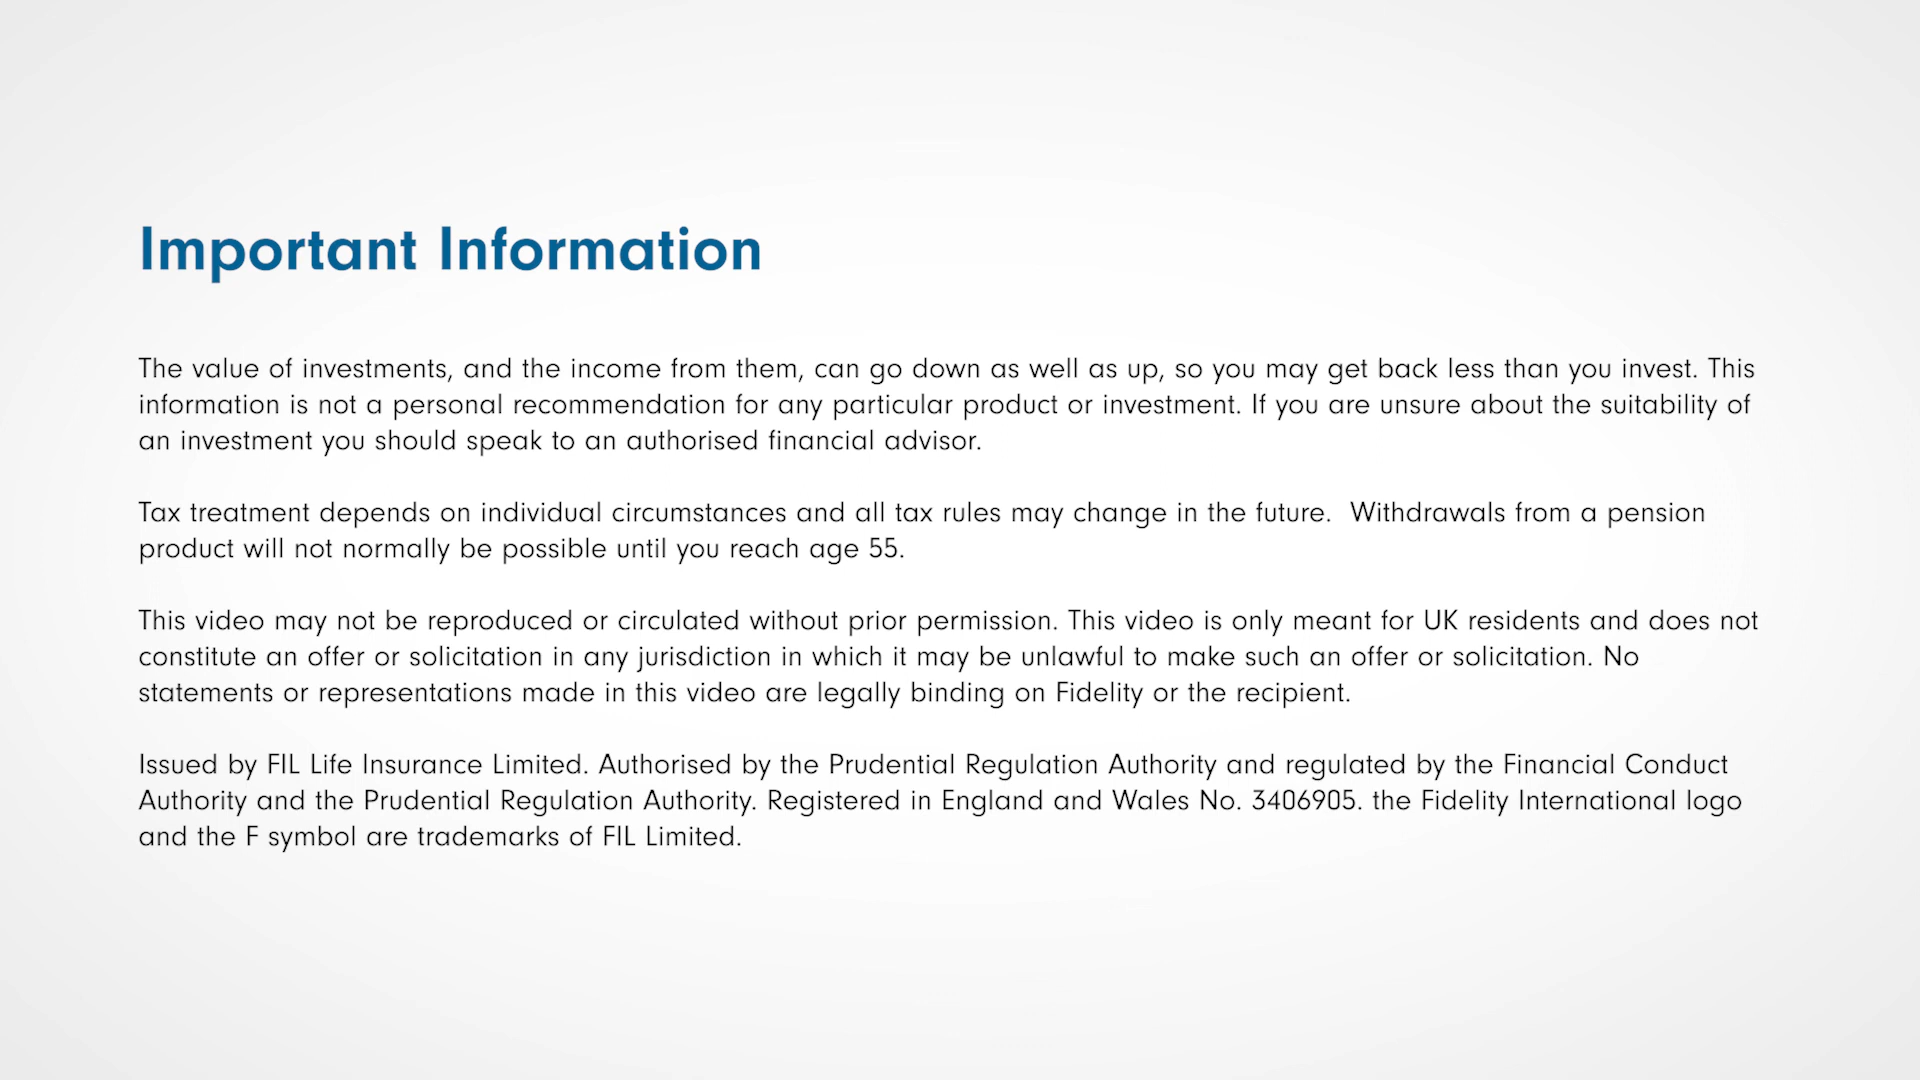 Important Information
The value of investments, and the income from them, can go down as well as up, so you may get back less than you invest. This
information is not a personal recommendation for any particular product or investment. If you are unsure about the suitability of
an investment you should speak to an authorised financial advisor.
Tax treatment depends on individual circumstances and all tax rules may change in the future.  Withdrawals from a pension
product will not normally be possible until you reach age 55.
This video may not be reproduced or circulated without prior permission. This video is only meant for UK residents and does not
constitute an offer or solicitation in any jurisdiction in which it may be unlawful to make such an offer or solicitation. No
statements or representations made in this video are legally binding on Fidelity or the recipient.
Issued by FIL Life Insurance Limited. Authorised by the Prudential Regulation Authority and regulated by the Financial Conduct
Authority and the Prudential Regulation Authority. Registered in England and Wales No. 3406905. the Fidelity International logo
and the F symbol are trademarks of FIL Limited.